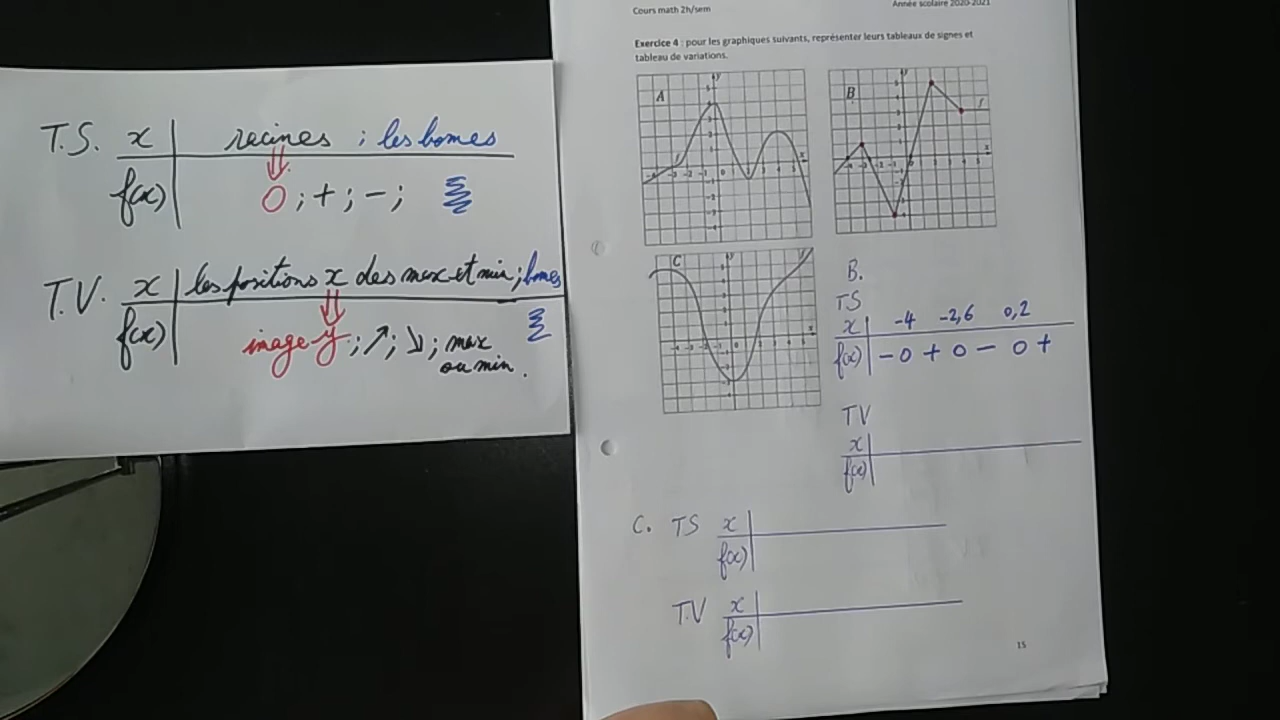 T.S. x racines ; les bornes
f(x) 0 ; + ; - ;
T.V. x les positions x des max et min ; bornes
f(x) image y ; ↗ ; ↘ ; max
ou min.
Cours math 2h/sem Année scolaire 2020-2021
Exercice 4 : pour les graphiques suivants, représenter leurs tableaux de signes et
tableau de variations.
A
B
C
B.
TS
x -4 -2,6 0,2
f(x) - 0 + 0 - 0 +
TV
x
f(x)
C. TS x
f(x)
T.V x
f(x)
15